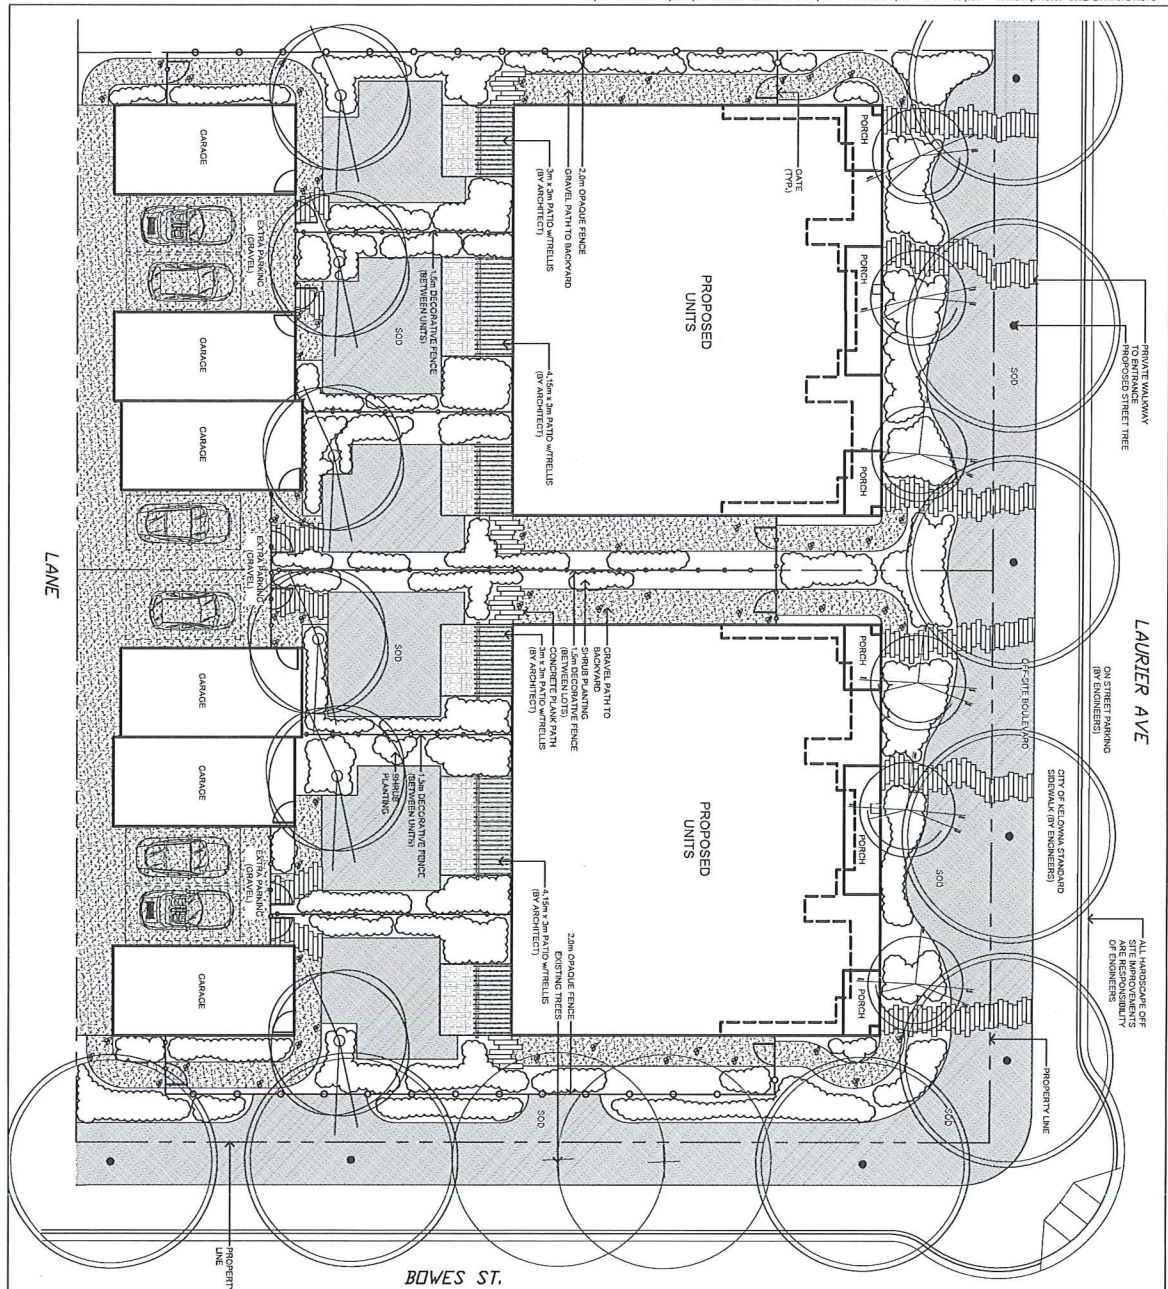 PRIVATE WALKWAY
TO ENTRANCE
PROPOSED STREET TREE
LAURIER AVE
ON STREET PARKING
(BY ENGINEERS)
CITY OF KELOWNA STANDARD
SIDEWALK (BY ENGINEERS)
ALL HARDSCAPE OFF
SITE IMPROVEMENTS
ARE RESPONSIBILITY
OF ENGINEERS
PROPERTY LINE
OFF-SITE BOULEVARD
SOD
SOD
SOD
PORCH
PORCH
PORCH
PORCH
PORCH
PORCH
GATE
(TYP.)
PROPOSED
UNITS
PROPOSED
UNITS
2.0m OPAQUE FENCE
GRAVEL PATH TO BACKYARD
3m x 3m PATIO w/TRELLIS
(BY ARCHITECT)
4.15m x 3m PATIO w/TRELLIS
(BY ARCHITECT)
GRAVEL PATH TO
BACKYARD
SHRUB PLANTING
1.5m DECORATIVE FENCE
(BETWEEN LOTS)
CONCRETE PLANK PATH
3m x 3m PATIO w/TRELLIS
(BY ARCHITECT)
2.0m OPAQUE FENCE
EXISTING TREES
4.15m x 3m PATIO w/TRELLIS
(BY ARCHITECT)
SOD
1.5m DECORATIVE FENCE
(BETWEEN UNITS)
SOD
SOD
1.5m DECORATIVE FENCE
(BETWEEN UNITS)
SHRUB
PLANTING
GARAGE
EXTRA PARKING
(GRAVEL)
GARAGE
GARAGE
EXTRA PARKING
(GRAVEL)
GARAGE
GARAGE
EXTRA PARKING
(GRAVEL)
GARAGE
LANE
PROPERTY
LINE
BOWES ST.